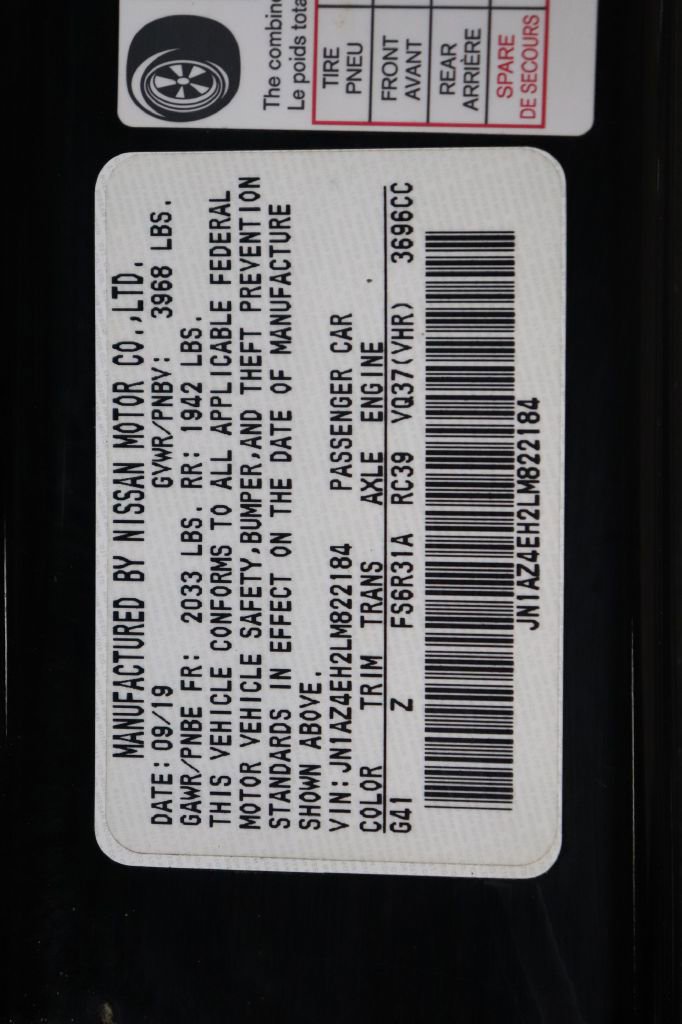 The combine
Le poids tota
TIRE
PNEU
FRONT
AVANT
REAR
ARRIÈRE
SPARE
DE SECOURS
MANUFACTURED BY NISSAN MOTOR CO.,LTD.
DATE: 09/19 GVWR/PNBV: 3968 LBS.
GAWR/PNBE FR: 2033 LBS. RR: 1942 LBS.
THIS VEHICLE CONFORMS TO ALL APPLICABLE FEDERAL
MOTOR VEHICLE SAFETY,BUMPER,AND THEFT PREVENTION
STANDARDS IN EFFECT ON THE DATE OF MANUFACTURE
SHOWN ABOVE.
VIN:JN1AZ4EH2LM822184 PASSENGER CAR
COLOR TRIM TRANS AXLE ENGINE
G41 Z FS6R31A RC39 VQ37(VHR) 3696CC
JN1AZ4EH2LM822184